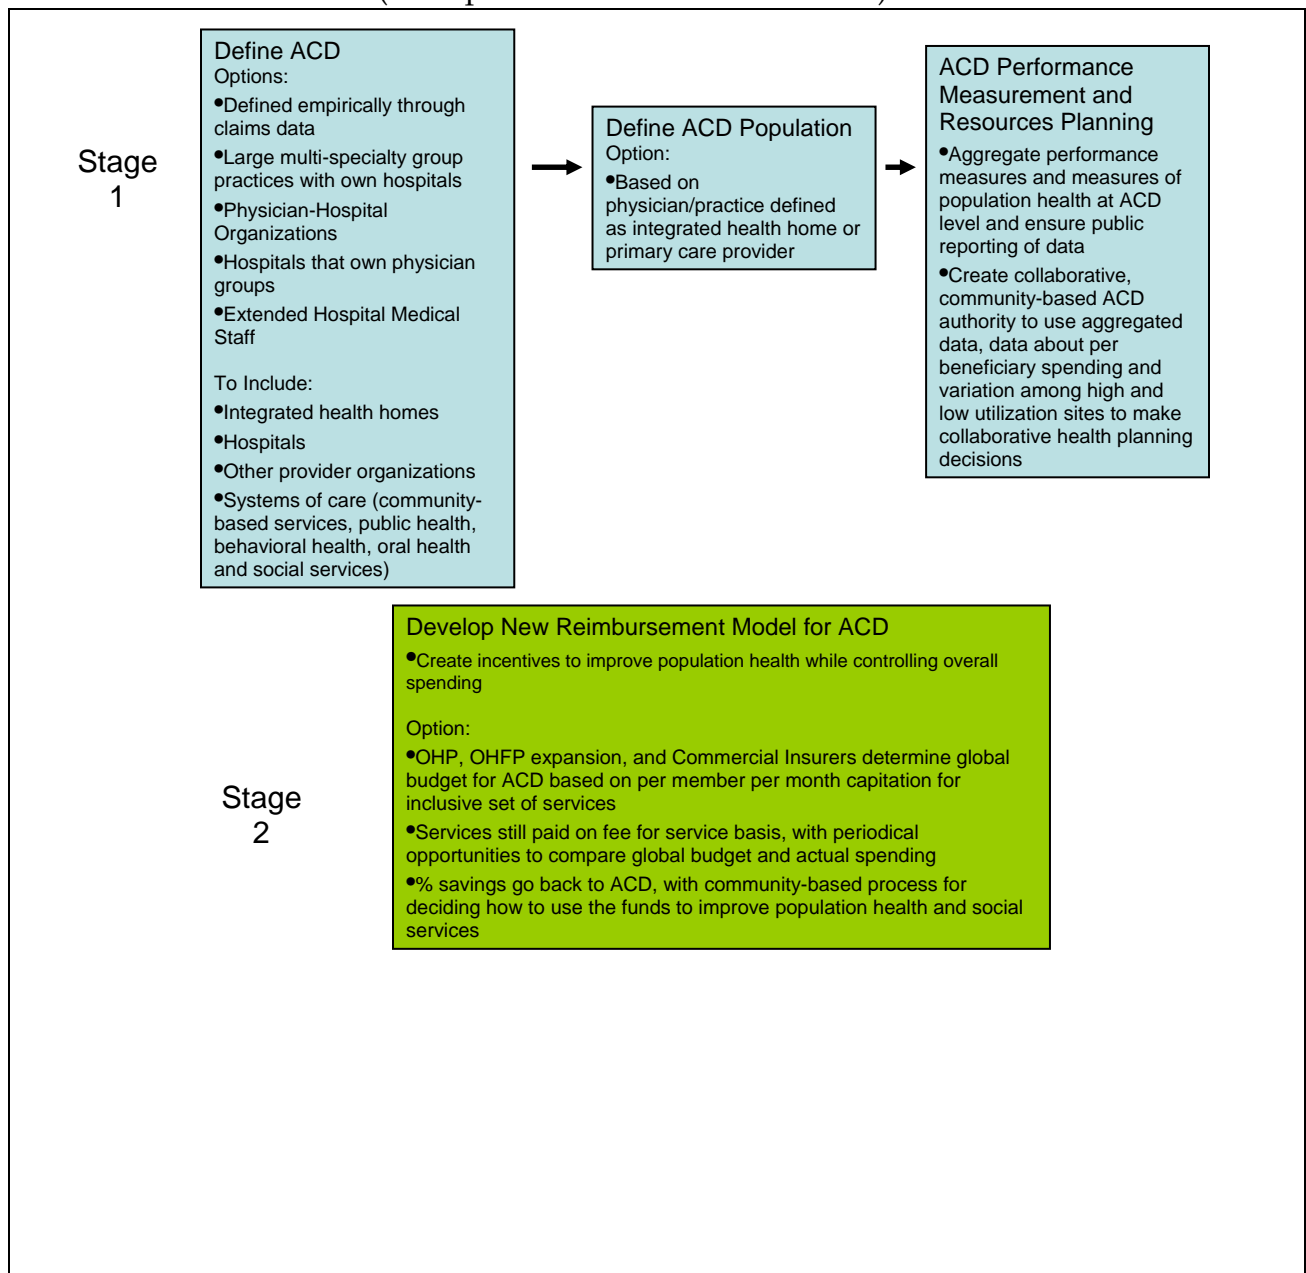 Stage
1
Define ACD
Options:
•Defined empirically through
claims data
•Large multi-specialty group
practices with own hospitals
•Physician-Hospital
Organizations
•Hospitals that own physician
groups
•Extended Hospital Medical
Staff
To Include:
•Integrated health homes
•Hospitals
•Other provider organizations
•Systems of care (community-
based services, public health,
behavioral health, oral health
and social services)
Define ACD Population
Option:
•Based on
physician/practice defined
as integrated health home or
primary care provider
ACD Performance
Measurement and
Resources Planning
•Aggregate performance
measures and measures of
population health at ACD
level and ensure public
reporting of data
•Create collaborative,
community-based ACD
authority to use aggregated
data, data about per
beneficiary spending and
variation among high and
low utilization sites to make
collaborative health planning
decisions
Stage
2
Develop New Reimbursement Model for ACD
•Create incentives to improve population health while controlling overall
spending
Option:
•OHP, OHFP expansion, and Commercial Insurers determine global
budget for ACD based on per member per month capitation for
inclusive set of services
•Services still paid on fee for service basis, with periodical
opportunities to compare global budget and actual spending
•% savings go back to ACD, with community-based process for
deciding how to use the funds to improve population health and social
services